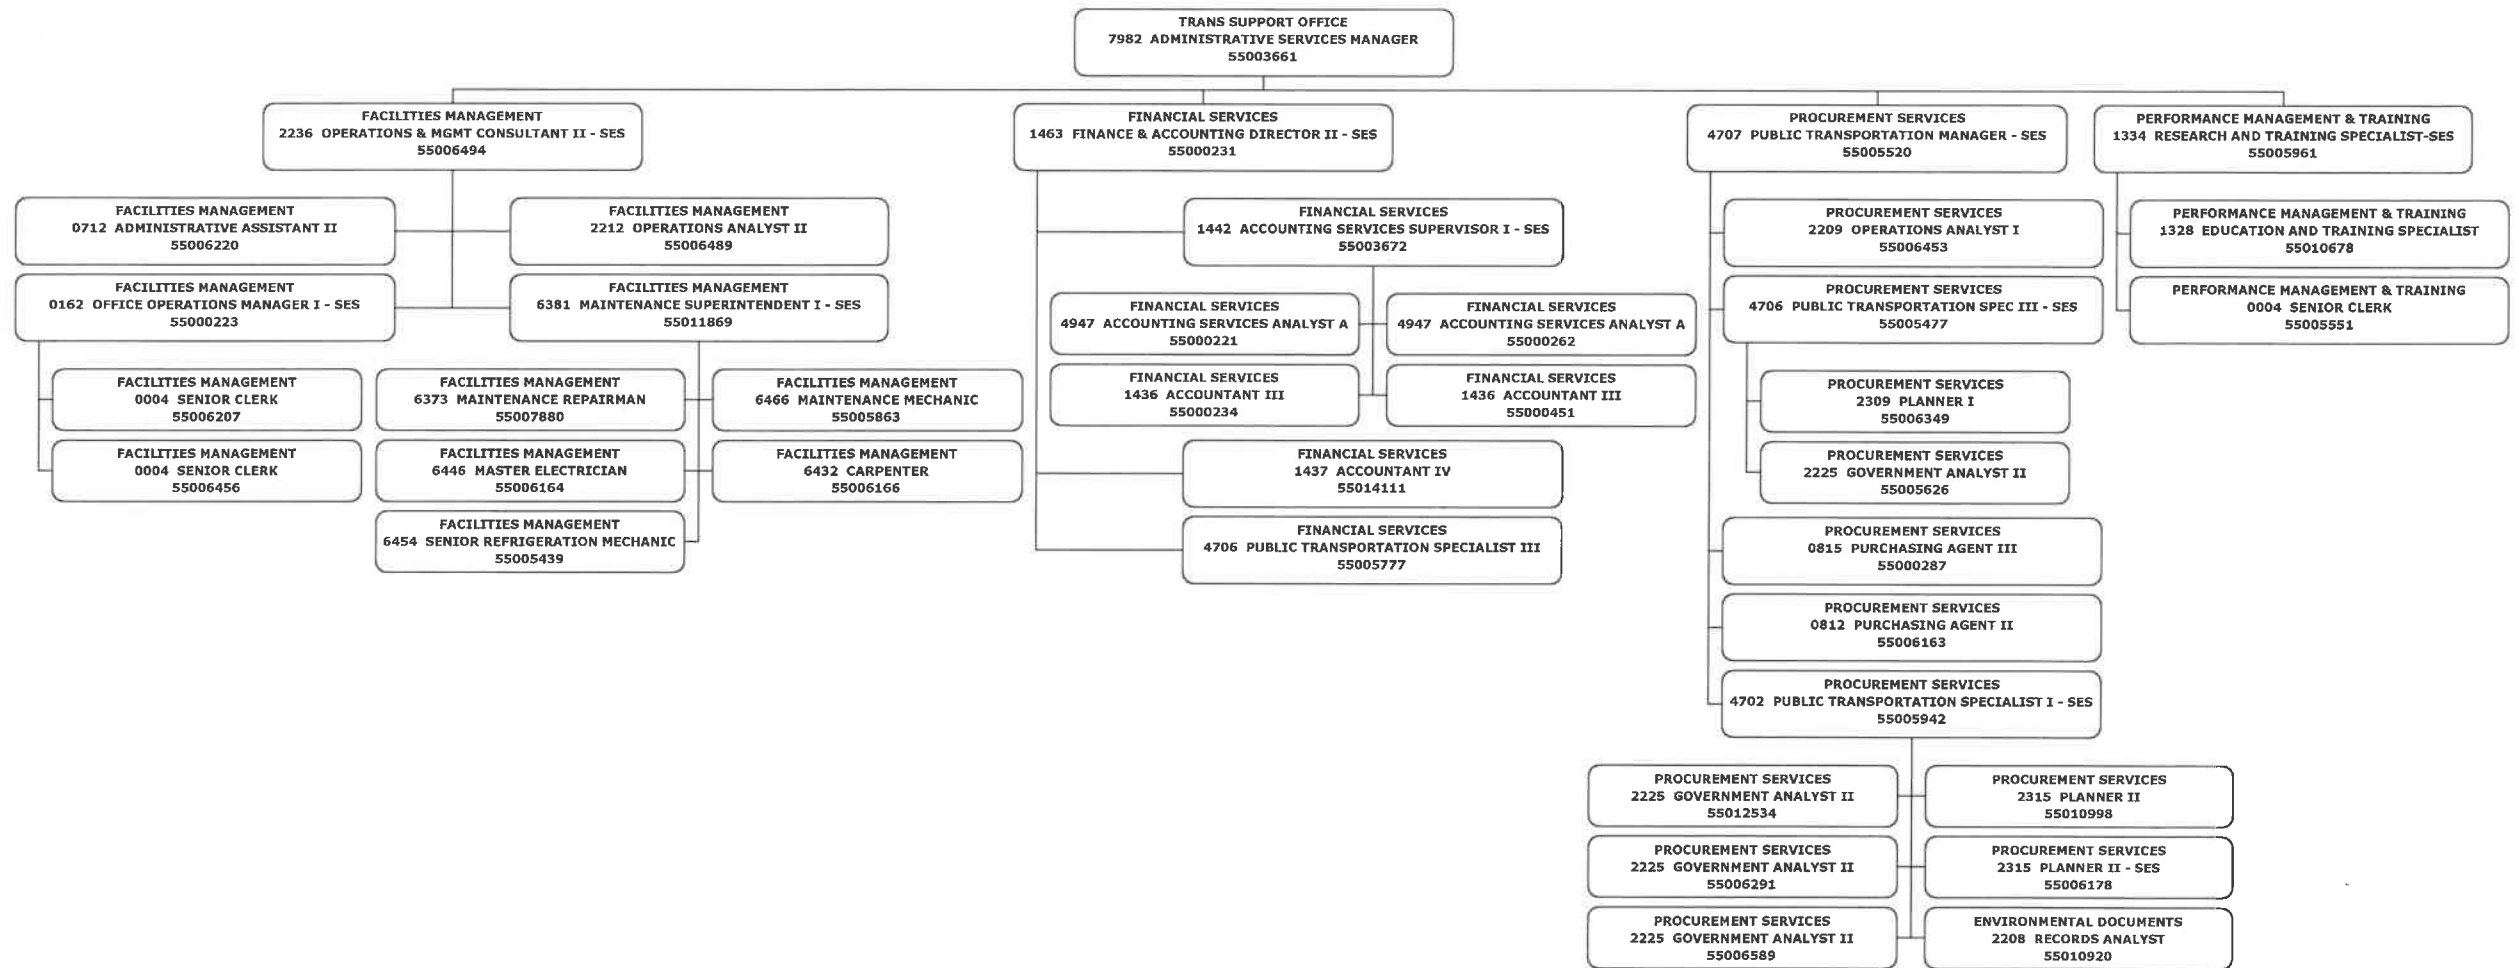 TRANS SUPPORT OFFICE
7982 ADMINISTRATIVE SERVICES MANAGER
55003661
FACILITIES MANAGEMENT
2236 OPERATIONS & MGMT CONSULTANT II - SES
55006494
FINANCIAL SERVICES
1463 FINANCE & ACCOUNTING DIRECTOR II - SES
55000231
PROCUREMENT SERVICES
4707 PUBLIC TRANSPORTATION MANAGER - SES
55005520
PERFORMANCE MANAGEMENT & TRAINING
1334 RESEARCH AND TRAINING SPECIALIST-SES
55005961
FACILITIES MANAGEMENT
0712 ADMINISTRATIVE ASSISTANT II
55006220
FACILITIES MANAGEMENT
2212 OPERATIONS ANALYST II
55006489
FACILITIES MANAGEMENT
0162 OFFICE OPERATIONS MANAGER I - SES
55000223
FACILITIES MANAGEMENT
6381 MAINTENANCE SUPERINTENDENT I - SES
55011869
FACILITIES MANAGEMENT
0004 SENIOR CLERK
55006207
FACILITIES MANAGEMENT
0004 SENIOR CLERK
55006456
FACILITIES MANAGEMENT
6373 MAINTENANCE REPAIRMAN
55007880
FACILITIES MANAGEMENT
6466 MAINTENANCE MECHANIC
55005863
FACILITIES MANAGEMENT
6446 MASTER ELECTRICIAN
55006164
FACILITIES MANAGEMENT
6432 CARPENTER
55006166
FACILITIES MANAGEMENT
6454 SENIOR REFRIGERATION MECHANIC
55005439
FINANCIAL SERVICES
1442 ACCOUNTING SERVICES SUPERVISOR I - SES
55003672
FINANCIAL SERVICES
4947 ACCOUNTING SERVICES ANALYST A
55000221
FINANCIAL SERVICES
4947 ACCOUNTING SERVICES ANALYST A
55000262
FINANCIAL SERVICES
1436 ACCOUNTANT III
55000234
FINANCIAL SERVICES
1436 ACCOUNTANT III
55000451
FINANCIAL SERVICES
1437 ACCOUNTANT IV
55014111
FINANCIAL SERVICES
4706 PUBLIC TRANSPORTATION SPECIALIST III
55005777
PROCUREMENT SERVICES
2209 OPERATIONS ANALYST I
55006453
PROCUREMENT SERVICES
4706 PUBLIC TRANSPORTATION SPEC III - SES
55005477
PROCUREMENT SERVICES
2309 PLANNER I
55006349
PROCUREMENT SERVICES
2225 GOVERNMENT ANALYST II
55005626
PROCUREMENT SERVICES
0815 PURCHASING AGENT III
55000287
PROCUREMENT SERVICES
0812 PURCHASING AGENT II
55006163
PROCUREMENT SERVICES
4702 PUBLIC TRANSPORTATION SPECIALIST I - SES
55005942
PROCUREMENT SERVICES
2225 GOVERNMENT ANALYST II
55012534
PROCUREMENT SERVICES
2315 PLANNER II
55010998
PROCUREMENT SERVICES
2225 GOVERNMENT ANALYST II
55006291
PROCUREMENT SERVICES
2315 PLANNER II - SES
55006178
PROCUREMENT SERVICES
2225 GOVERNMENT ANALYST II
55006589
ENVIRONMENTAL DOCUMENTS
2208 RECORDS ANALYST
55010920
PERFORMANCE MANAGEMENT & TRAINING
1328 EDUCATION AND TRAINING SPECIALIST
55010678
PERFORMANCE MANAGEMENT & TRAINING
0004 SENIOR CLERK
55005551